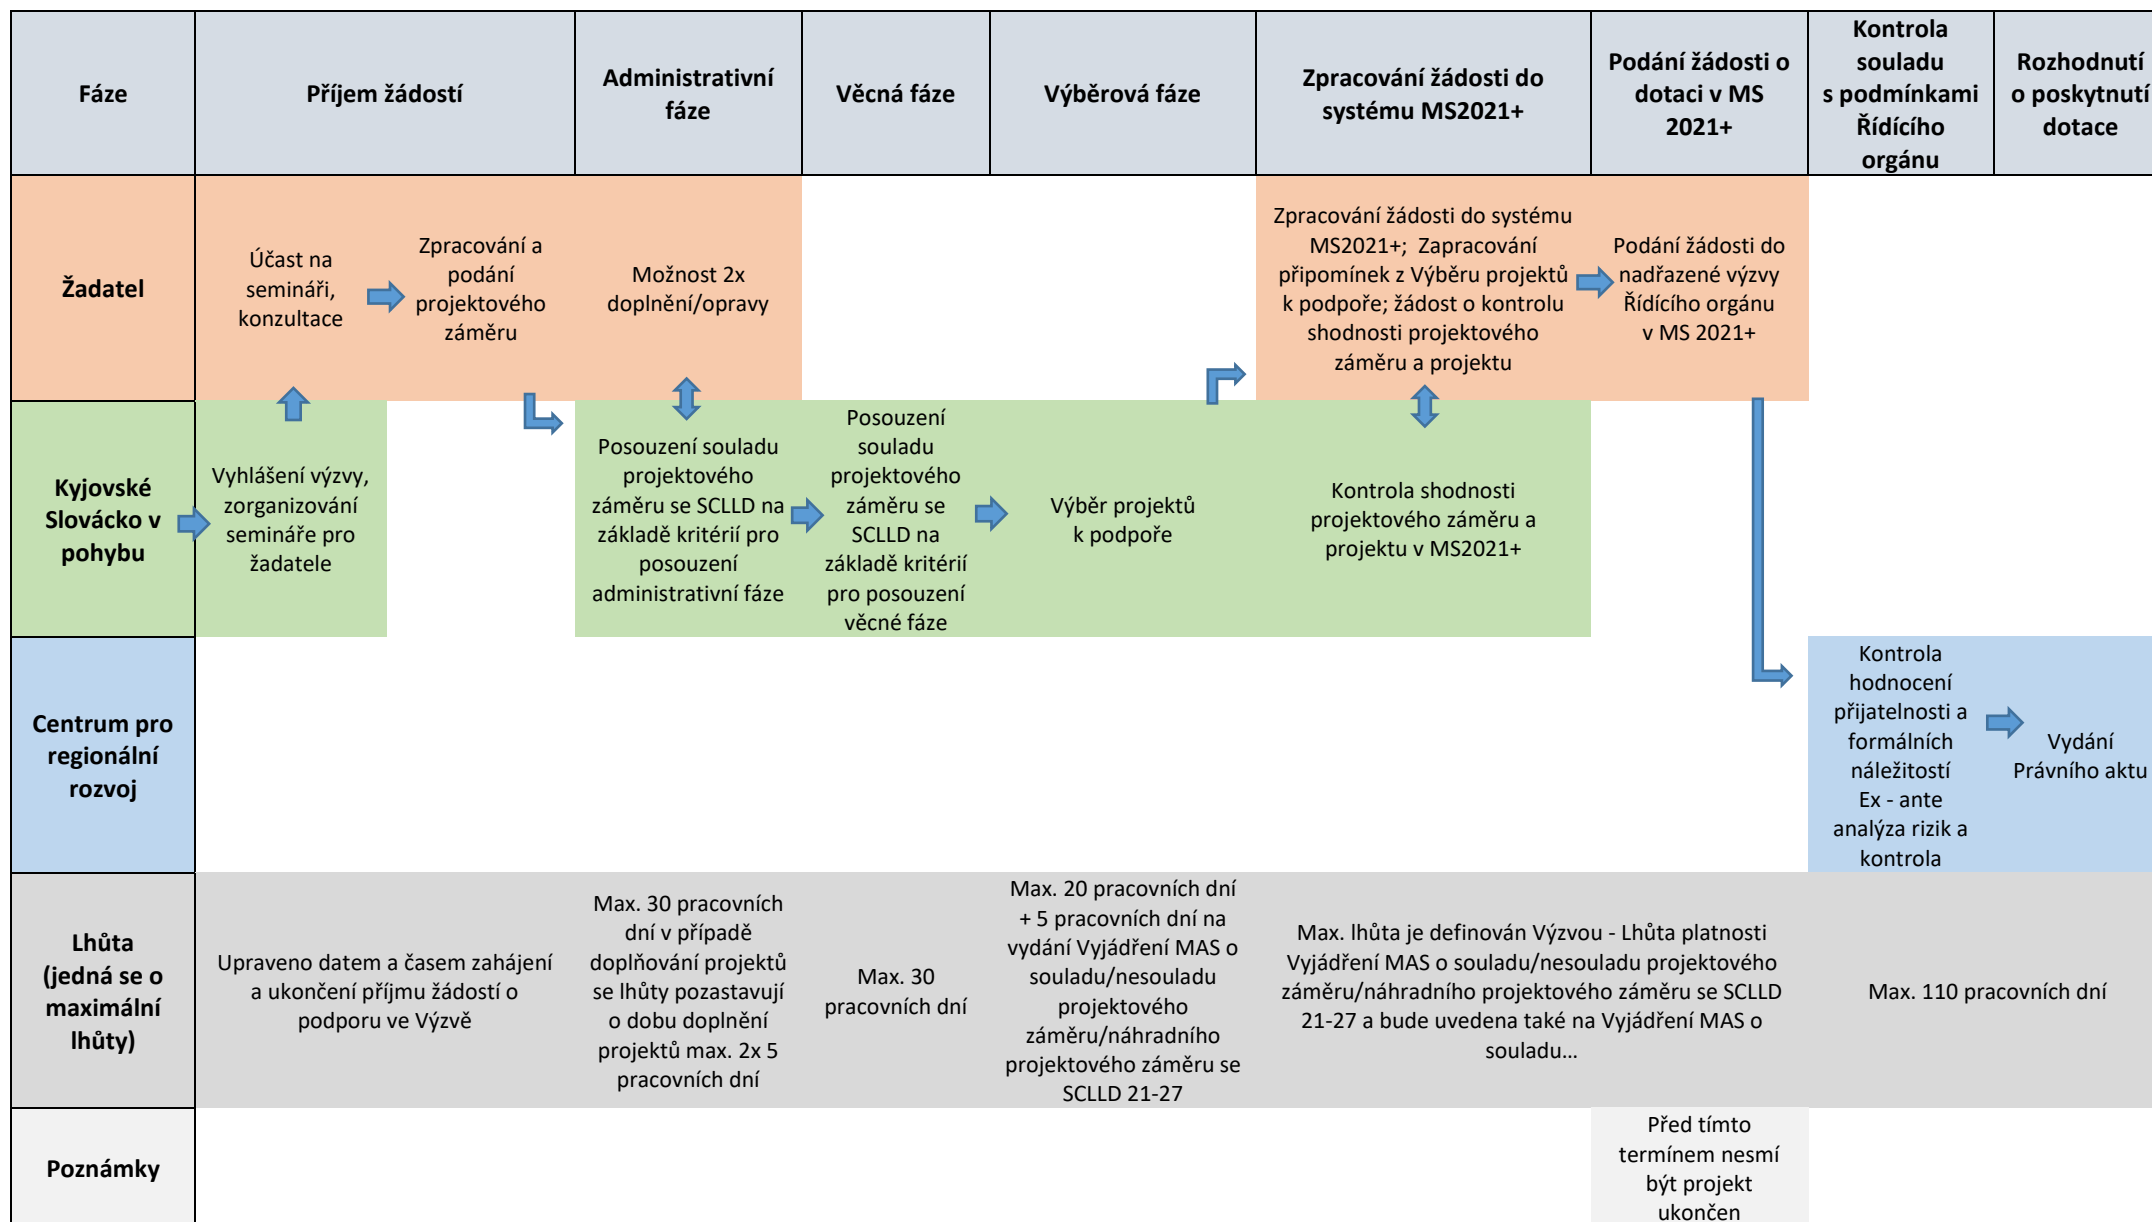 Fáze
Příjem žádostí
Administrativní
fáze
Věcná fáze
Výběrová fáze
Zpracování žádosti do
systému MS2021+
Podání žádosti o
dotaci v MS
2021+
Kontrola
souladu
s podmínkami
Řídícího
orgánu
Rozhodnutí
o poskytnutí
dotace
Žadatel
Účast na
semináři,
konzultace
Zpracování a
podání
projektového
záměru
Možnost 2x
doplnění/opravy
Zpracování žádosti do systému
MS2021+;  Zapracování
připomínek z Výběru projektů
k podpoře; žádost o kontrolu
shodnosti projektového
záměru a projektu
Podání žádosti do
nadřazené výzvy
Řídícího orgánu
v MS 2021+
Kyjovské
Slovácko v
pohybu
Vyhlášení výzvy,
zorganizování
semináře pro
žadatele
Posouzení souladu
projektového
záměru se SCLLD na
základě kritérií pro
posouzení
administrativní fáze
Posouzení
souladu
projektového
záměru se
SCLLD na
základě kritérií
pro posouzení
věcné fáze
Výběr projektů
k podpoře
Kontrola shodnosti
projektového záměru a
projektu v MS2021+
Centrum pro
regionální
rozvoj
Kontrola
hodnocení
přijatelnosti a
formálních
náležitostí
Ex - ante
analýza rizik a
kontrola
Vydání
Právního aktu
Lhůta
(jedná se o
maximální
lhůty)
Upraveno datem a časem zahájení
a ukončení příjmu žádostí o
podporu ve Výzvě
Max. 30 pracovních
dní v případě
doplňování projektů
se lhůty pozastavují
o dobu doplnění
projektů max. 2x 5
pracovních dní
Max. 30
pracovních dní
Max. 20 pracovních dní
+ 5 pracovních dní na
vydání Vyjádření MAS o
souladu/nesouladu
projektového
záměru/náhradního
projektového záměru se
SCLLD 21-27
Max. lhůta je definován Výzvou - Lhůta platnosti
Vyjádření MAS o souladu/nesouladu projektového
záměru/náhradního projektového záměru se SCLLD
21-27 a bude uvedena také na Vyjádření MAS o
souladu…
Max. 110 pracovních dní
Poznámky
Před tímto
termínem nesmí
být projekt
ukončen